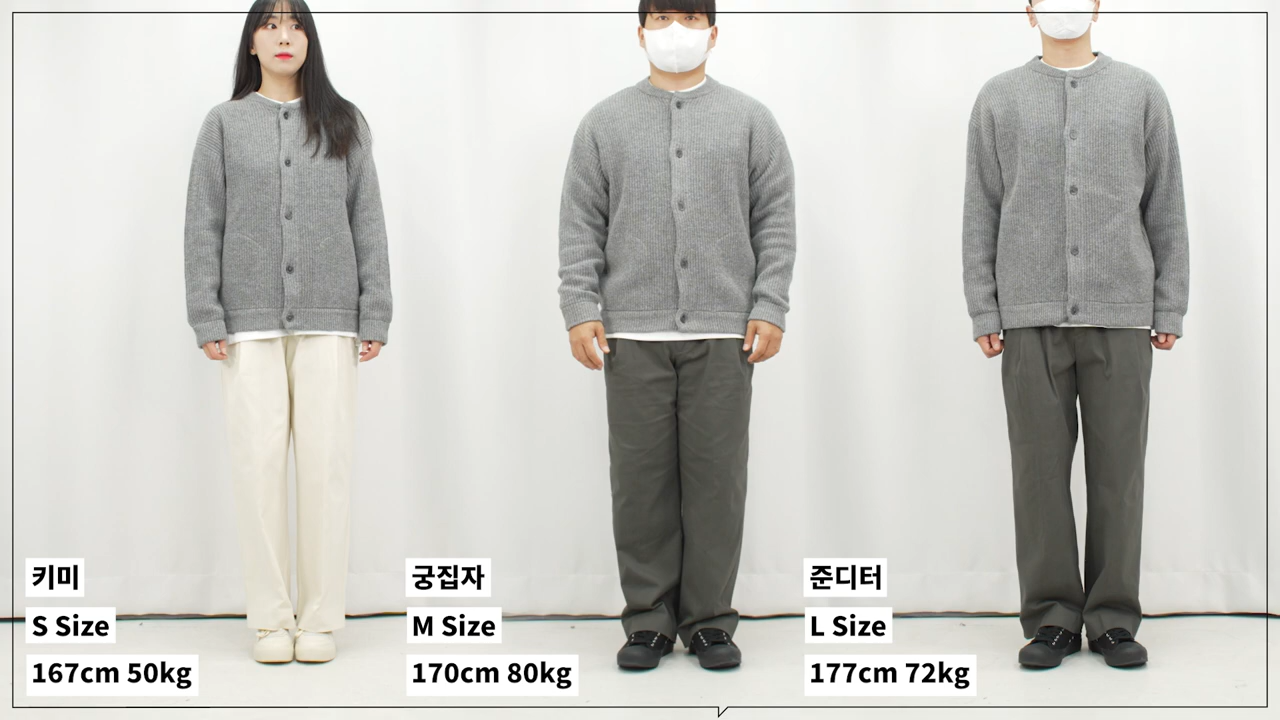 키미
S Size
167cm 50kg
궁집자
M Size
170cm 80kg
준디터
L Size
177cm 72kg